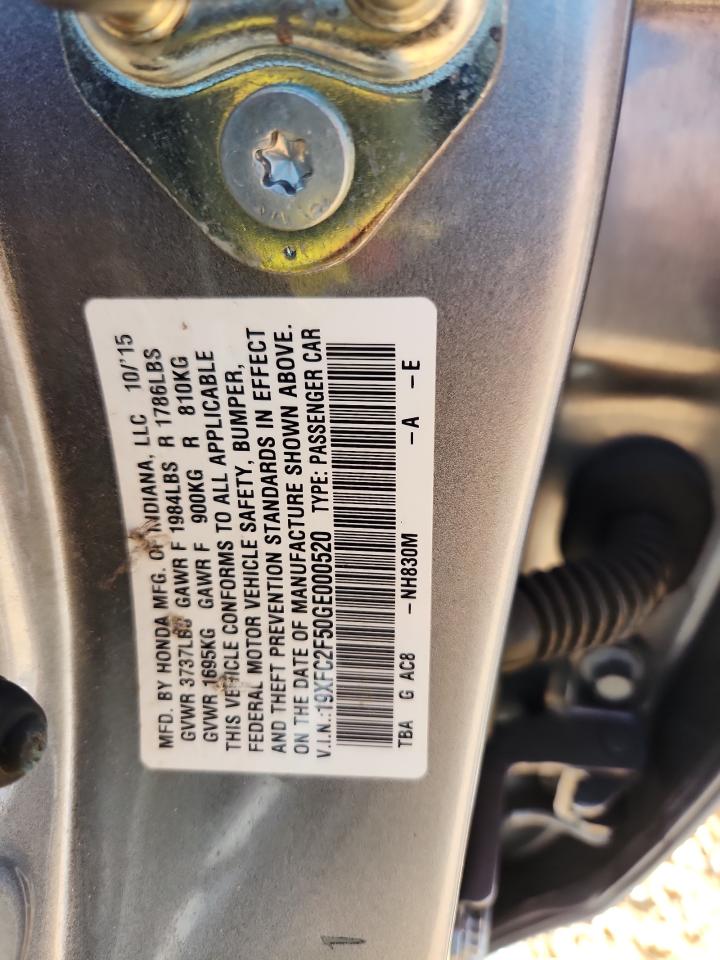 MFD. BY HONDA MFG. OF INDIANA, LLC 10/'15
GVWR 3737LBS GAWR F 1984LBS R 1786LBS
GVWR 1695KG GAWR F 900KG R 810KG
THIS VEHICLE CONFORMS TO ALL APPLICABLE
FEDERAL MOTOR VEHICLE SAFETY, BUMPER,
AND THEFT PREVENTION STANDARDS IN EFFECT
ON THE DATE OF MANUFACTURE SHOWN ABOVE.
V.I.N.:19XFC2F50GE000520 TYPE: PASSENGER CAR
TBA G AC8 -NH830M -A -E